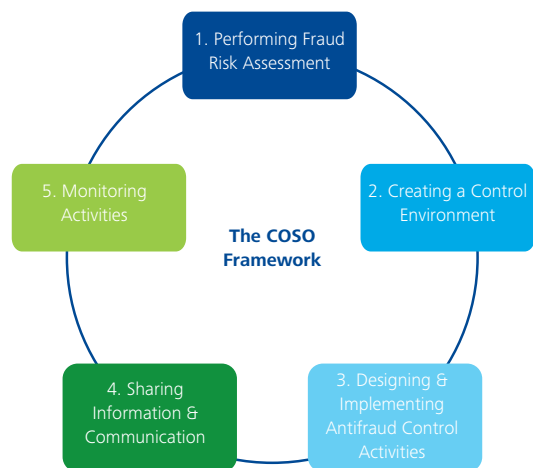 1. Performing Fraud
Risk Assessment
5. Monitoring
Activities
2. Creating a Control
Environment
The COSO
Framework
4. Sharing
Information &
Communication
3. Designing &
Implementing
Antifraud Control
Activities